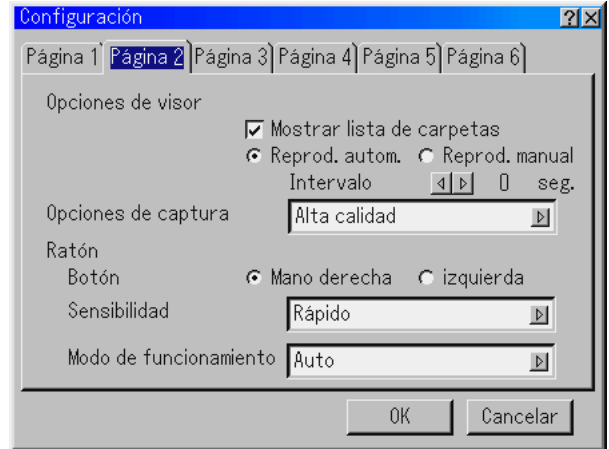 Configuración
Página 1 Página 2 Página 3 Página 4 Página 5 Página 6
Opciones de visor
Mostrar lista de carpetas
Reprod. autom. Reprod. manual
Intervalo 0 seg.
Opciones de captura Alta calidad
Ratón
Botón Mano derecha izquierda
Sensibilidad Rápido
Modo de funcionamiento Auto
OK Cancelar